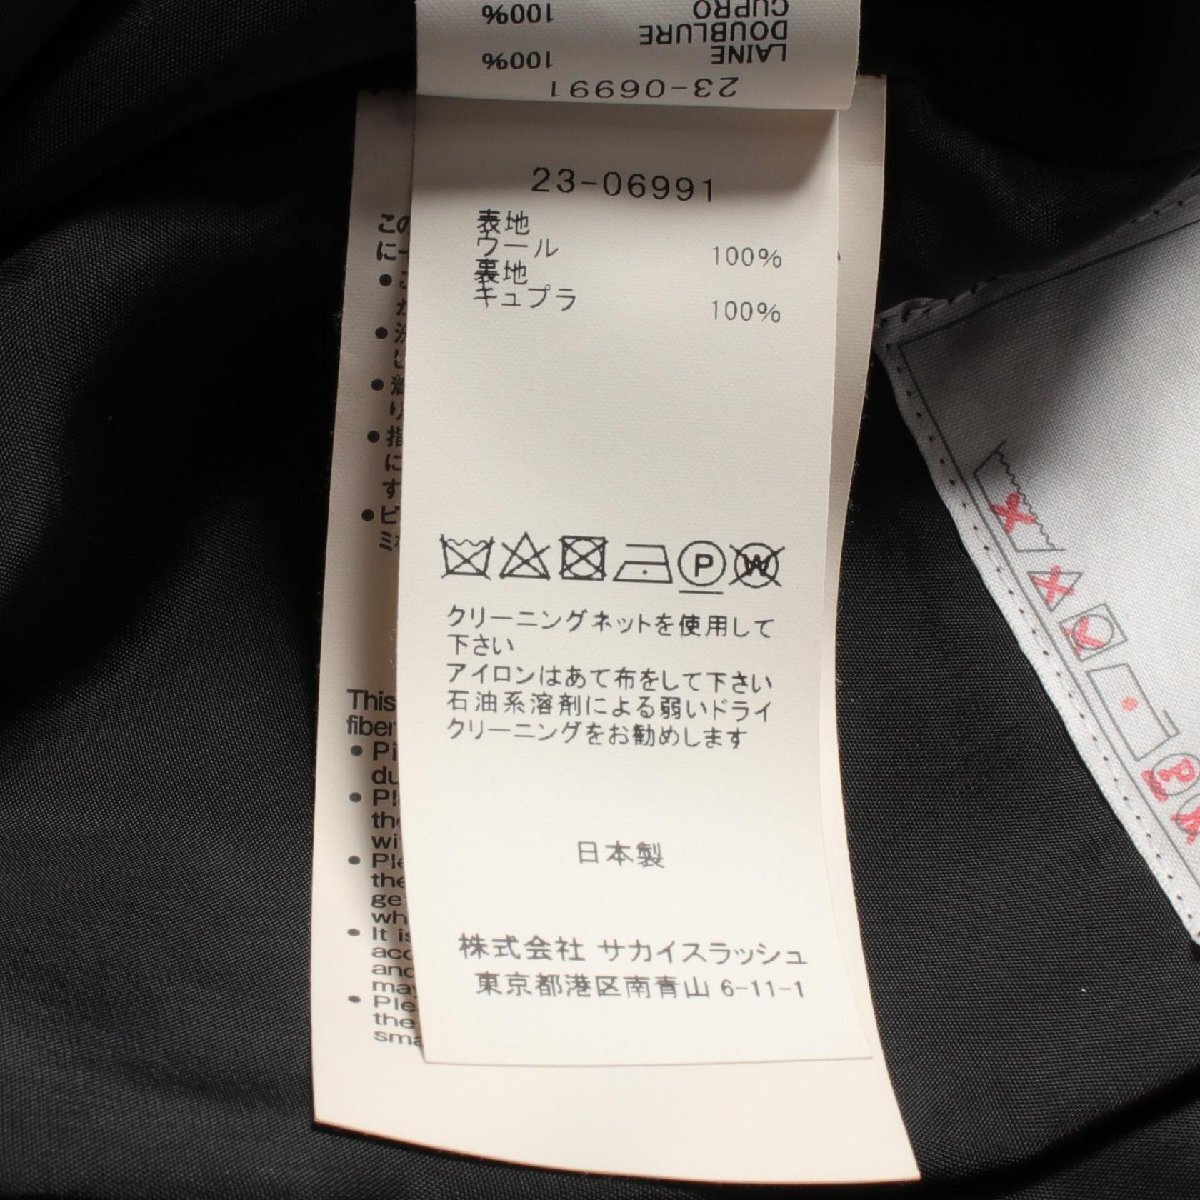 100% CUPRO
DOUBLURE
100% LAINE
23-06991
23-06991
表地
ウール 100%
裏地
キュプラ 100%
P W
クリーニングネットを使用して
下さい
アイロンはあて布をして下さい
石油系溶剤による弱いドライ
クリーニングをお勧めします
日本製
株式会社 サカイスラッシュ
東京都港区南青山 6-11-1
This
fiber
It is
P